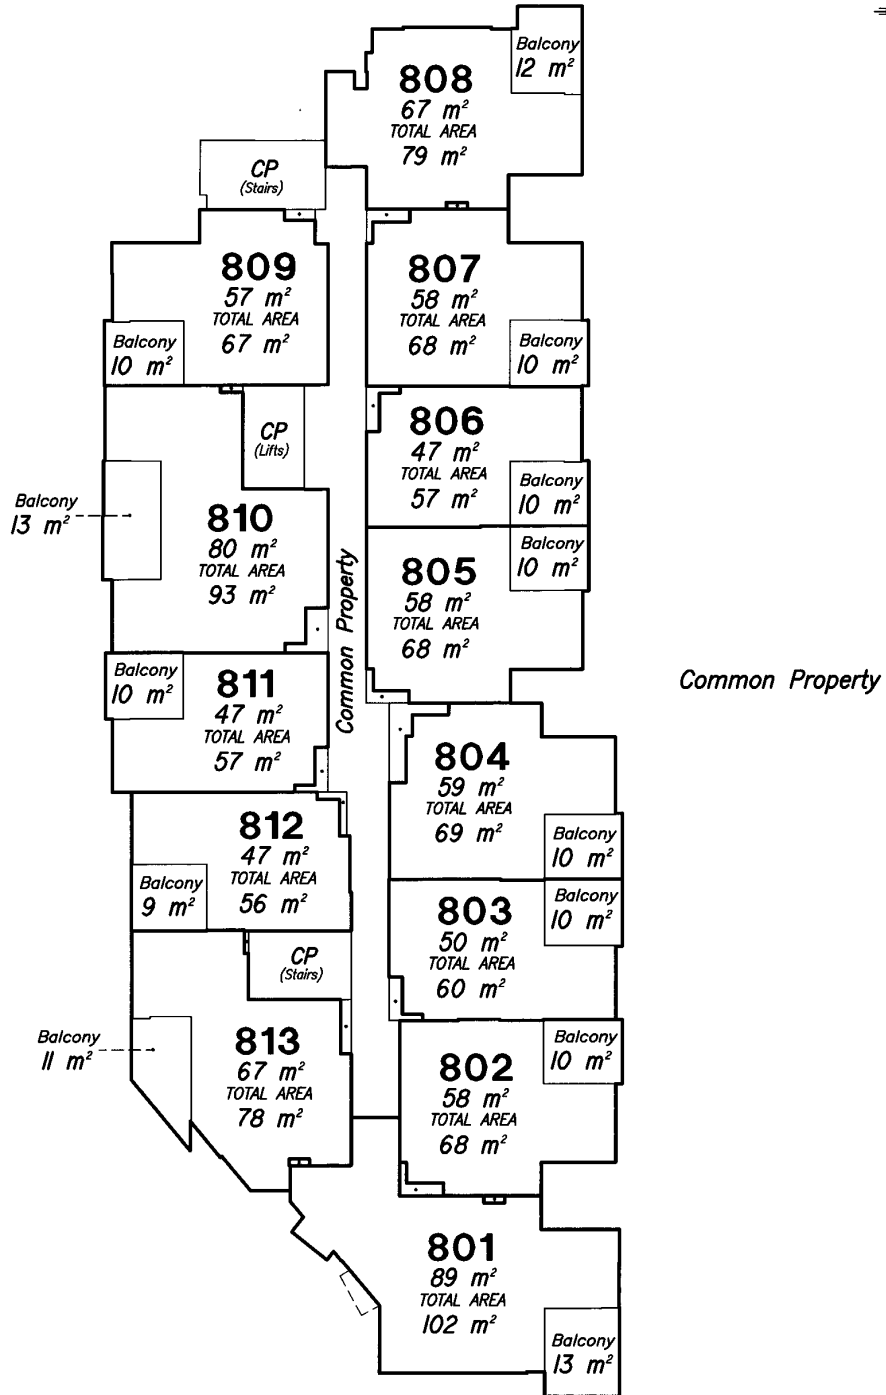 Balcony
12 m²
808
67 m²
TOTAL AREA
79 m²
CP
(Stairs)
809
57 m²
TOTAL AREA
67 m²
Balcony
10 m²
807
58 m²
TOTAL AREA
68 m²
Balcony
10 m²
CP
(Lifts)
806
47 m²
TOTAL AREA
57 m²
Balcony
10 m²
Balcony
13 m²
810
80 m²
TOTAL AREA
93 m²
805
58 m²
TOTAL AREA
68 m²
Balcony
10 m²
Common Property
Common Property
Balcony
10 m²
811
47 m²
TOTAL AREA
57 m²
804
59 m²
TOTAL AREA
69 m²
Balcony
10 m²
812
47 m²
TOTAL AREA
56 m²
Balcony
9 m²
803
50 m²
TOTAL AREA
60 m²
Balcony
10 m²
CP
(Stairs)
Balcony
11 m²
813
67 m²
TOTAL AREA
78 m²
802
58 m²
TOTAL AREA
68 m²
Balcony
10 m²
801
89 m²
TOTAL AREA
102 m²
Balcony
13 m²